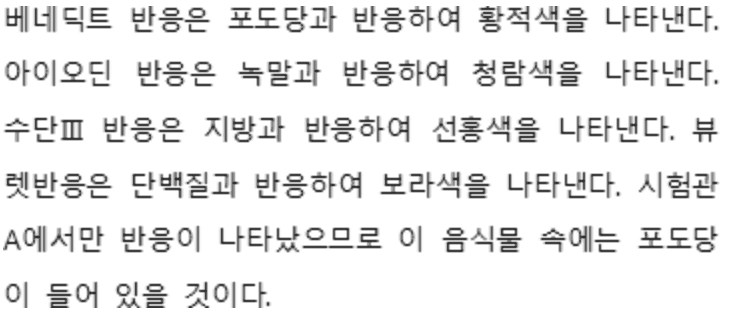 베네딕트 반응은 포도당과 반응하여 황적색을 나타낸다.
아이오딘 반응은 녹말과 반응하여 청람색을 나타낸다.
수단Ⅲ 반응은 지방과 반응하여 선홍색을 나타낸다. 뷰
렛반응은 단백질과 반응하여 보라색을 나타낸다. 시험관
A에서만 반응이 나타났으므로 이 음식물 속에는 포도당
이 들어 있을 것이다.